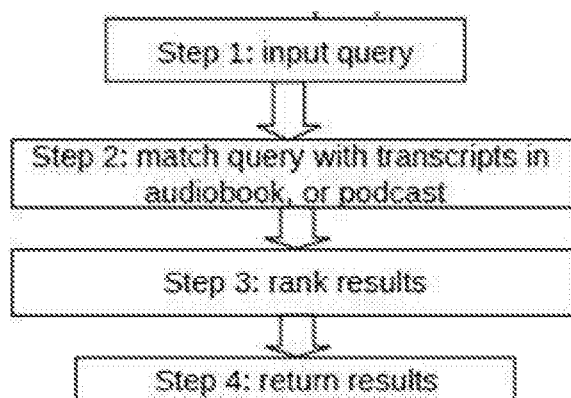 Step 1: input query
Step 2: match query with transcripts in
audiobook, or podcast
Step 3: rank results
Step 4: return results